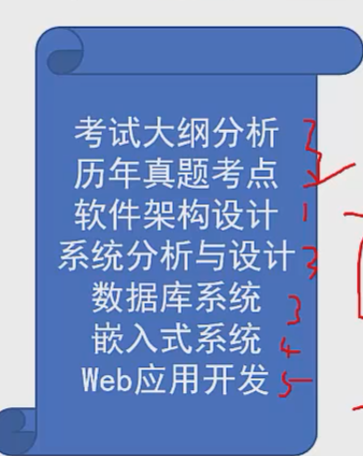 考试大纲分析
历年真题考点
软件架构设计 1
系统分析与设计
数据库系统 3
嵌入式系统 4
Web应用开发 5